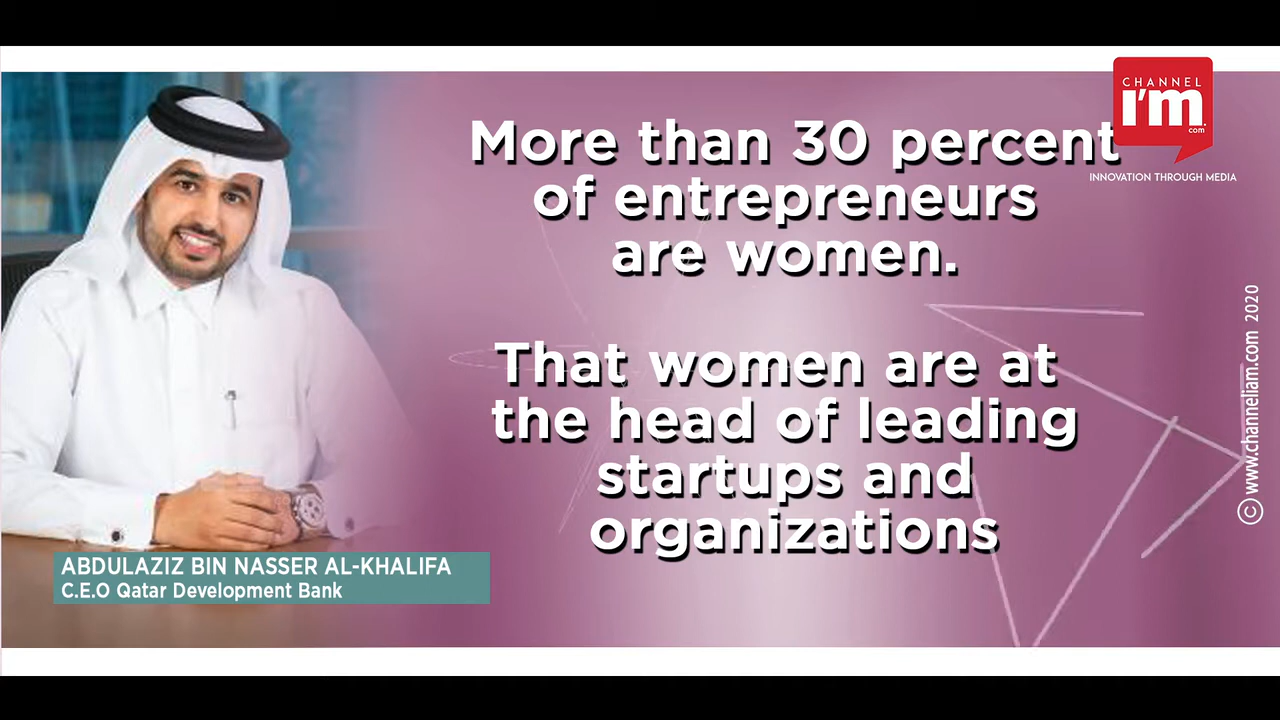 CHANNEL
I'm
.com
INNOVATION THROUGH MEDIA
More than 30 percent
of entrepreneurs
are women.
That women are at
the head of leading
startups and
organizations
© www.channeliam.com 2020
ABDULAZIZ BIN NASSER AL-KHALIFA
C.E.O Qatar Development Bank